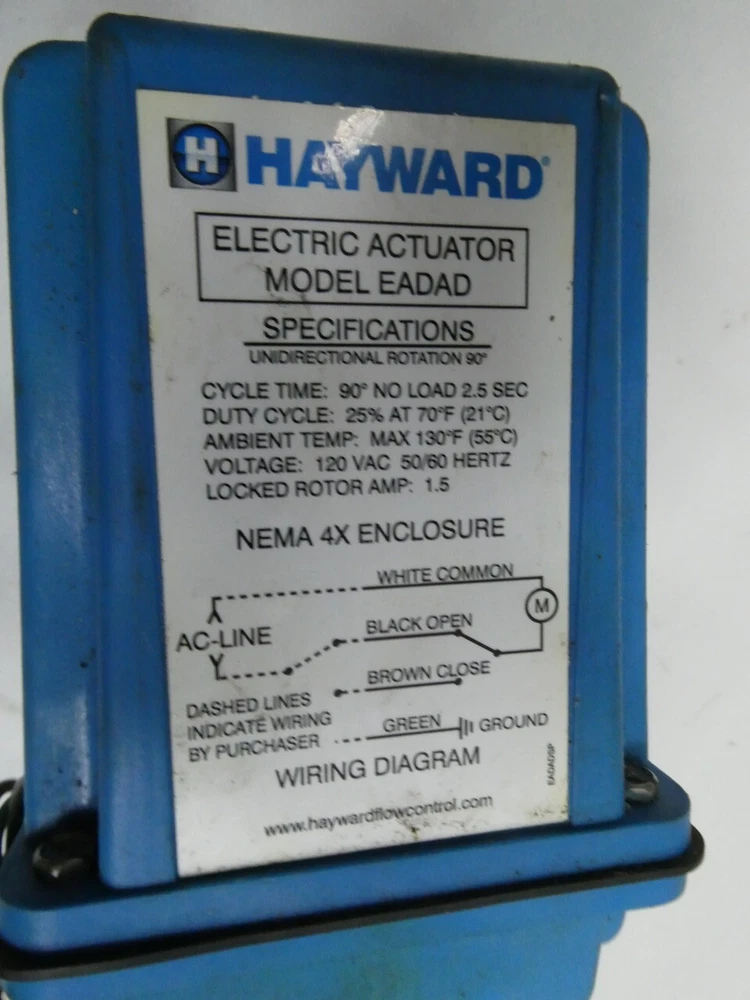 H HAYWARD®
ELECTRIC ACTUATOR
MODEL EADAD
SPECIFICATIONS
UNIDIRECTIONAL ROTATION 90°
CYCLE TIME: 90° NO LOAD 2.5 SEC
DUTY CYCLE: 25% AT 70°F (21°C)
AMBIENT TEMP: MAX 130°F (55°C)
VOLTAGE: 120 VAC 50/60 HERTZ
LOCKED ROTOR AMP: 1.5
NEMA 4X ENCLOSURE
WHITE COMMON
M
BLACK OPEN
AC-LINE
BROWN CLOSE
DASHED LINES
INDICATE WIRING
BY PURCHASER
GREEN
GROUND
WIRING DIAGRAM
EADADSP
www.haywardflowcontrol.com